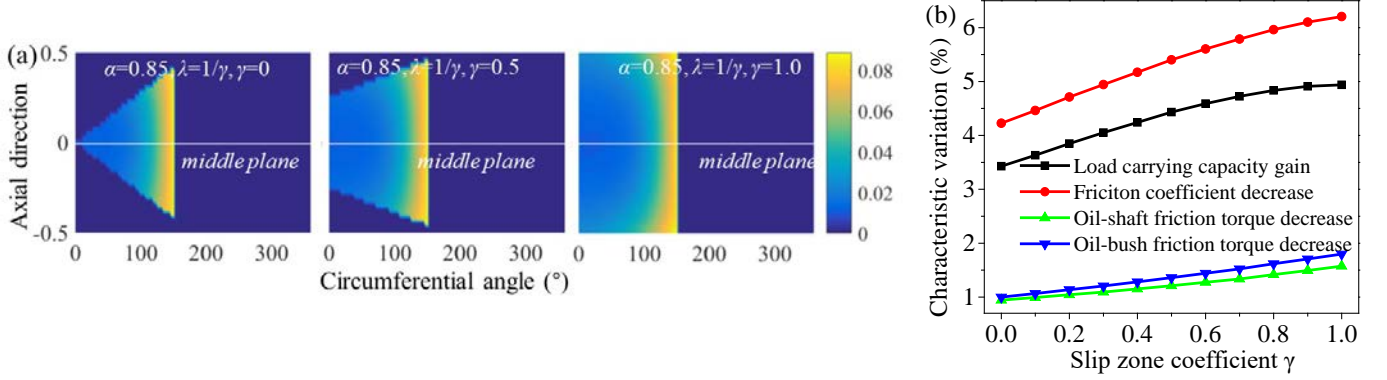 (a)
α=0.85, λ=1/γ, γ=0
α=0.85, λ=1/γ, γ=0.5
α=0.85, λ=1/γ, γ=1.0
0.5
0
-0.5
Axial direction
middle plane
middle plane
middle plane
0 100 200 300
0 100 200 300
0 100 200 300
Circumferential angle (°)
0.08
0.06
0.04
0.02
0
(b)
Characteristic variation (%)
6
5
4
3
2
1
Load carrying capacity gain
Friciton coefficient decrease
Oil-shaft friction torque decrease
Oil-bush friction torque decrease
0.0 0.2 0.4 0.6 0.8 1.0
Slip zone coefficient γ